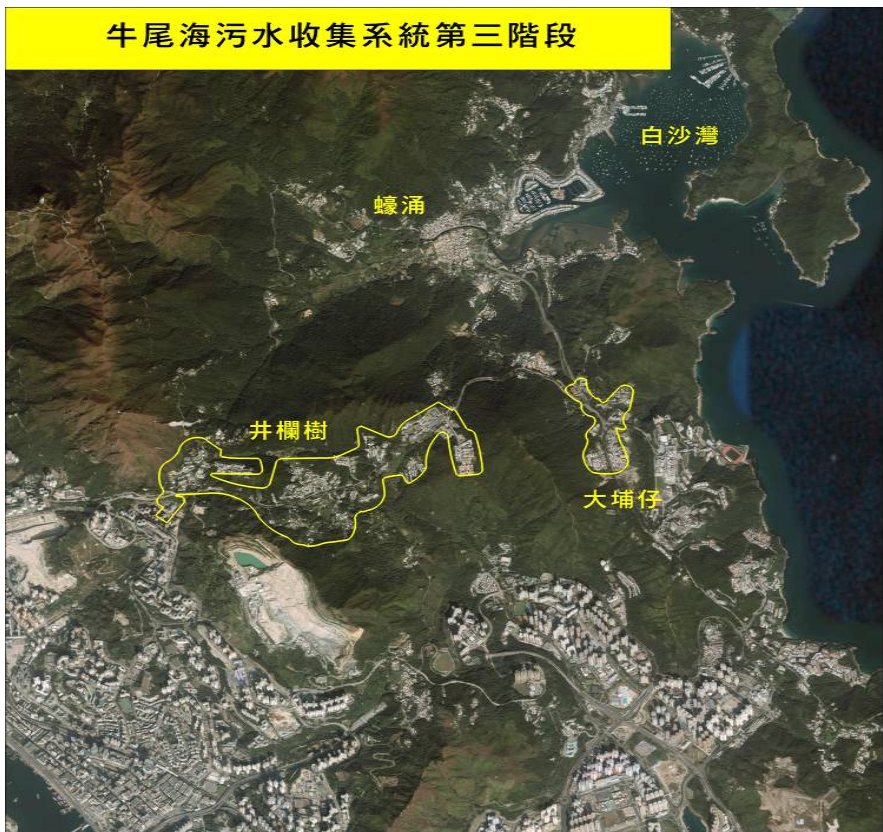 牛尾海污水收集系統第三階段
白沙灣
蠔涌
井欄樹
大埔仔